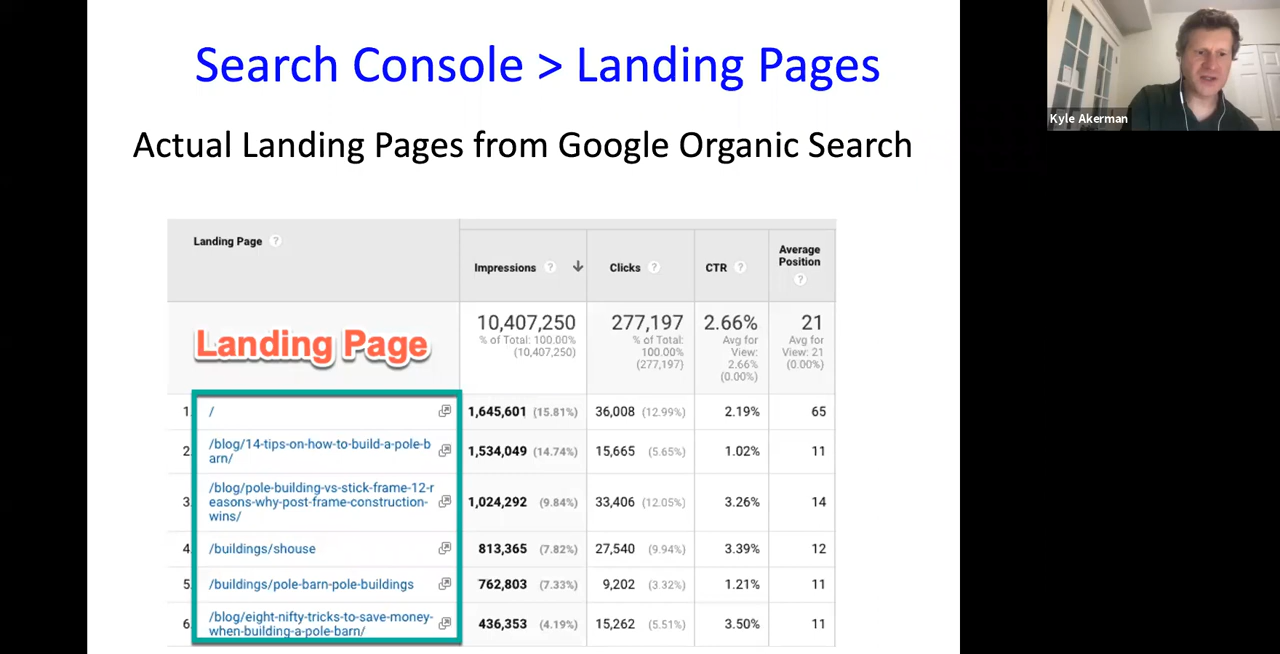 Search Console > Landing Pages
Kyle Akerman
Actual Landing Pages from Google Organic Search
Landing Page ?
Impressions ?
Clicks ?
CTR ?
Average
Position
?
Landing Page
10,407,250
% of Total: 100.00%
(10,407,250)
277,197
% of Total:
100.00%
(277,197)
2.66%
Avg for
View:
2.66%
(0.00%)
21
Avg for
View: 21
(0.00%)
1. / 1,645,601 (15.81%) 36,008 (12.99%) 2.19% 65
2. /blog/14-tips-on-how-to-build-a-pole-b
arn/ 1,534,049 (14.74%) 15,665 (5.65%) 1.02% 11
3. /blog/pole-building-vs-stick-frame-12-r
easons-why-post-frame-construction-
wins/ 1,024,292 (9.84%) 33,406 (12.05%) 3.26% 14
4. /buildings/shouse 813,365 (7.82%) 27,540 (9.94%) 3.39% 12
5. /buildings/pole-barn-pole-buildings 762,803 (7.33%) 9,202 (3.32%) 1.21% 11
6. /blog/eight-nifty-tricks-to-save-money-
when-building-a-pole-barn/ 436,353 (4.19%) 15,262 (5.51%) 3.50% 11